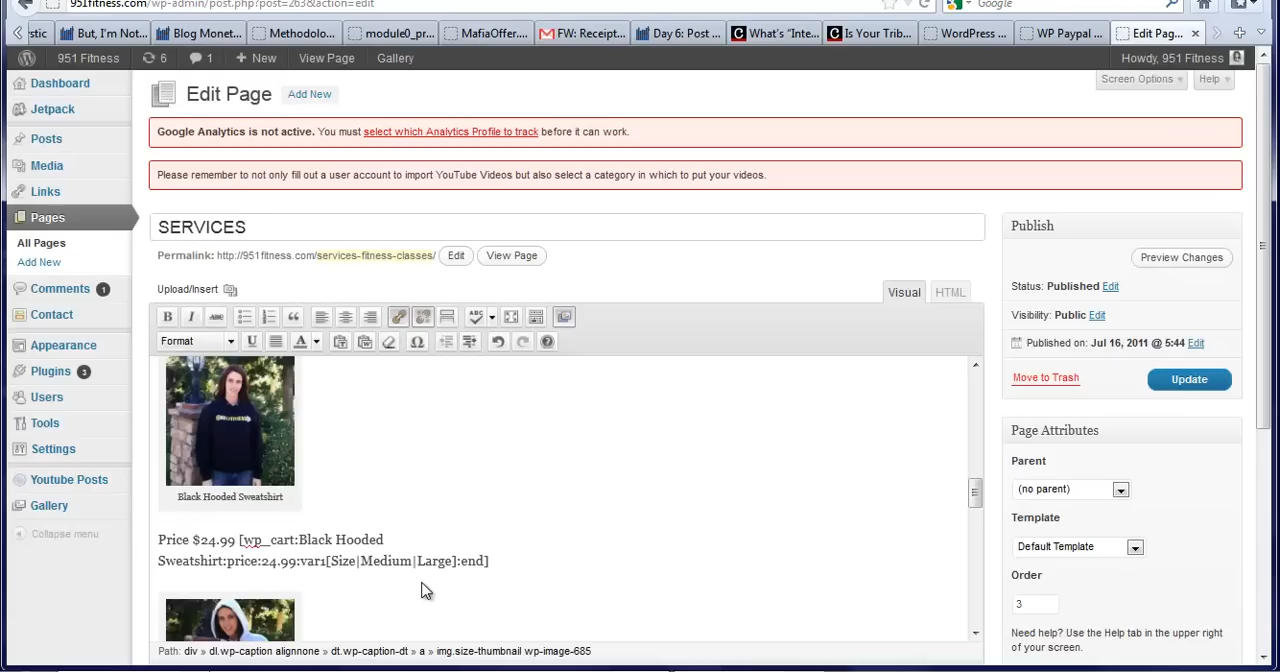 951fitness.com/wp-admin/post.php?post=263&action=edit
Google
stic
But, I'm Not...
Blog Monet...
Methodolo...
module0_pr...
MafiaOffer....
FW: Receipt...
Day 6: Post ...
What's "Inte...
Is Your Trib...
WordPress ...
WP Paypal ...
Edit Pag...
951 Fitness
6
1
+ New
View Page
Gallery
Howdy, 951 Fitness
Dashboard
Jetpack
Posts
Media
Links
Pages
All Pages
Add New
Comments 1
Contact
Appearance
Plugins 3
Users
Tools
Settings
Youtube Posts
Gallery
Collapse menu
Edit Page
Add New
Screen Options
Help
Google Analytics is not active. You must select which Analytics Profile to track before it can work.
Please remember to not only fill out a user account to import YouTube Videos but also select a category in which to put your videos.
SERVICES
Permalink: http://951fitness.com/services-fitness-classes/ Edit View Page
Upload/Insert
Visual
HTML
B I ABC
ABC
Format
U
A
Ω
Black Hooded Sweatshirt
Price $24.99 [wp_cart:Black Hooded
Sweatshirt:price:24.99:var1[Size|Medium|Large]:end]
Path: div » dl.wp-caption alignnone » dt.wp-caption-dt » a » img.size-thumbnail wp-image-685
Publish
Preview Changes
Status: Published Edit
Visibility: Public Edit
Published on: Jul 16, 2011 @ 5:44 Edit
Move to Trash
Update
Page Attributes
Parent
(no parent)
Template
Default Template
Order
3
Need help? Use the Help tab in the upper right
of your screen.